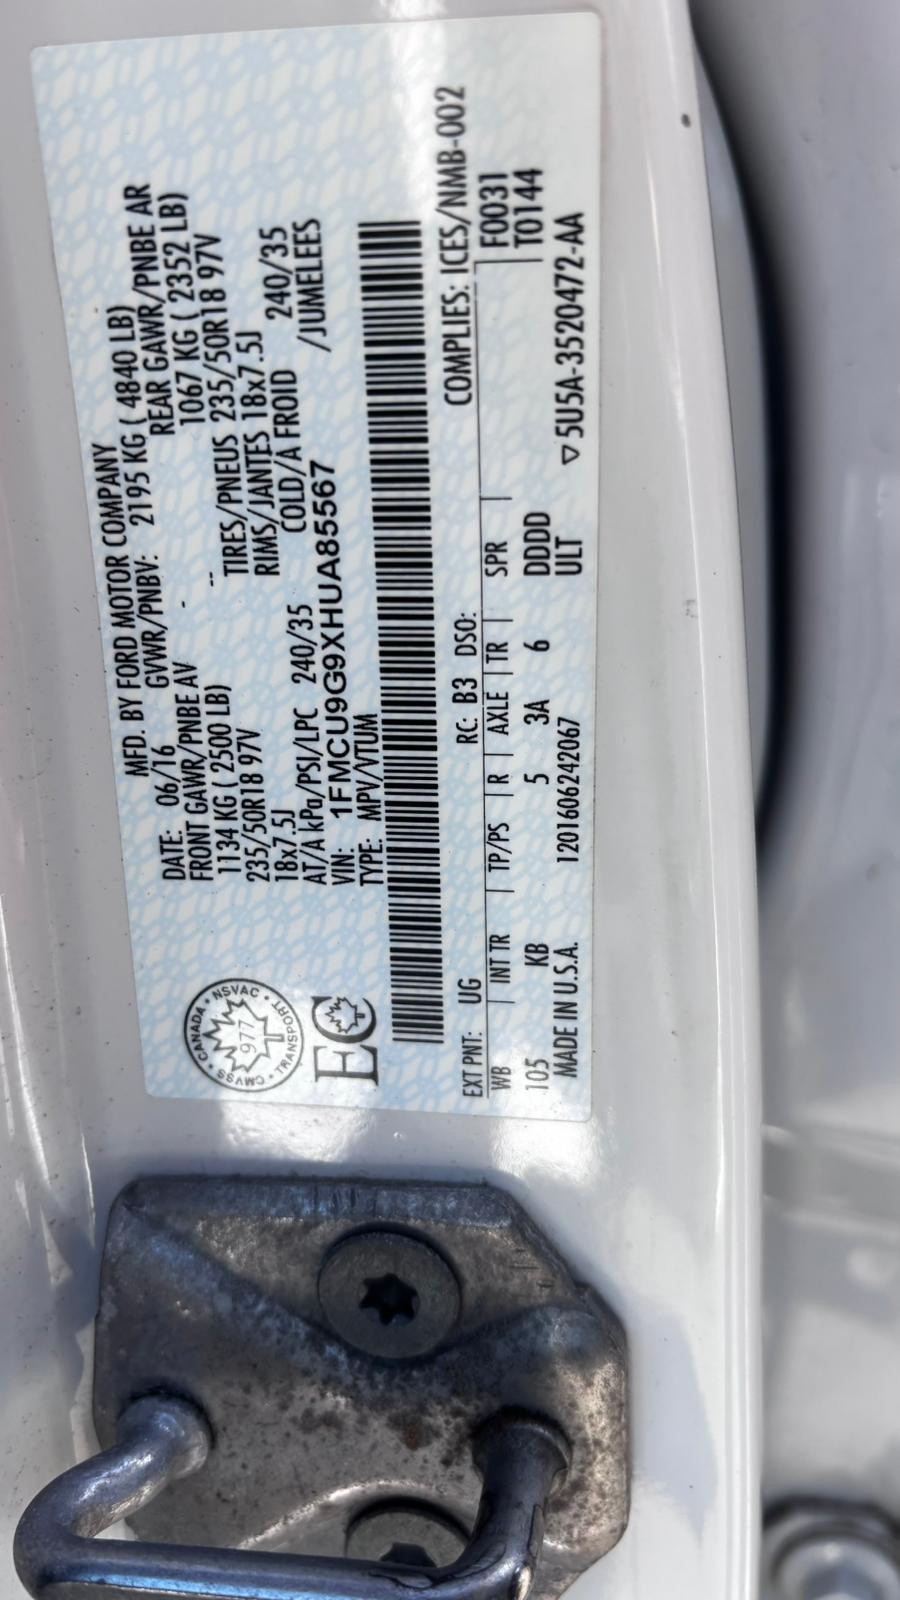 MFD. BY FORD MOTOR COMPANY
DATE: 06/16 GVWR/PNBV: 2195 KG ( 4840 LB)
FRONT GAWR/PNBE AV - REAR GAWR/PNBE AR
1134 KG ( 2500 LB) -- 1067 KG ( 2352 LB)
235/50R18 97V TIRES/PNEUS 235/50R18 97V
18x7.5J RIMS/JANTES 18x7.5J
AT/A kPa/PSI/LPC 240/35 COLD/A FROID 240/35
VIN: 1FMCU9G9XHUA85567 /JUMELEES
TYPE: MPV/VTUM
CANADA • NSVAC • TRANSPORT • CMVSS •
977
EC
COMPLIES: ICES/NMB-002
EXT PNT: UG RC: B3 DSO: F0031
WB INT TR TP/PS R AXLE TR SPR T0144
105 KB 5 3A 6 DDDD
MADE IN U.S.A. 1201606242067 ULT ▽5U5A-3520472-AA